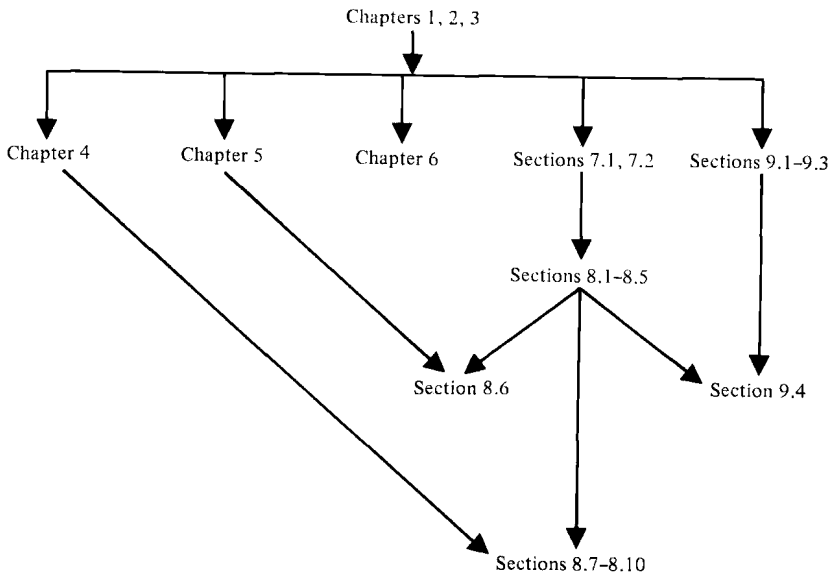 Chapters 1, 2, 3
Chapter 4
Chapter 5
Chapter 6
Sections 7.1, 7.2
Sections 9.1–9.3
Sections 8.1–8.5
Section 8.6
Section 9.4
Sections 8.7–8.10